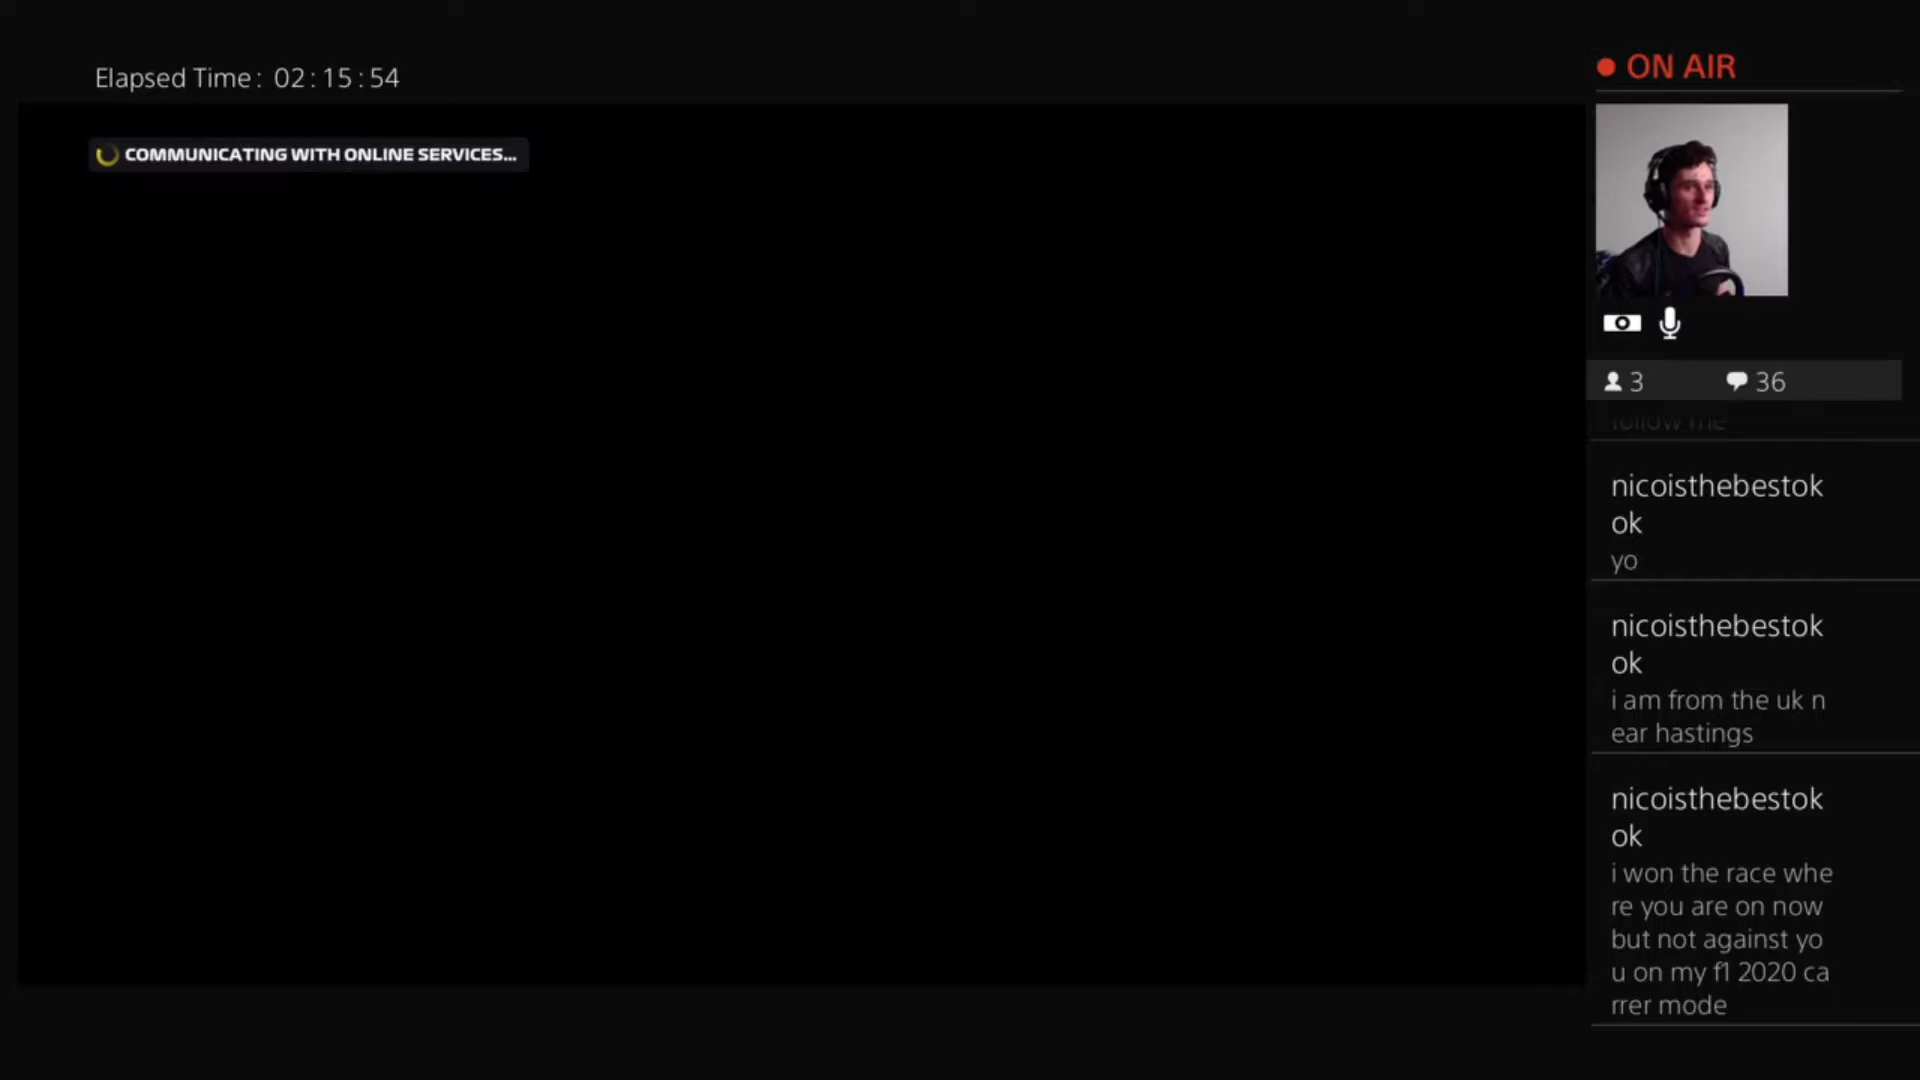 Elapsed Time: 02:15:54
ON AIR
COMMUNICATING WITH ONLINE SERVICES...
3 36
follow me
nicoisthebestok
ok
yo
nicoisthebestok
ok
i am from the uk n
ear hastings
nicoisthebestok
ok
i won the race whe
re you are on now
but not against yo
u on my f1 2020 ca
rrer mode